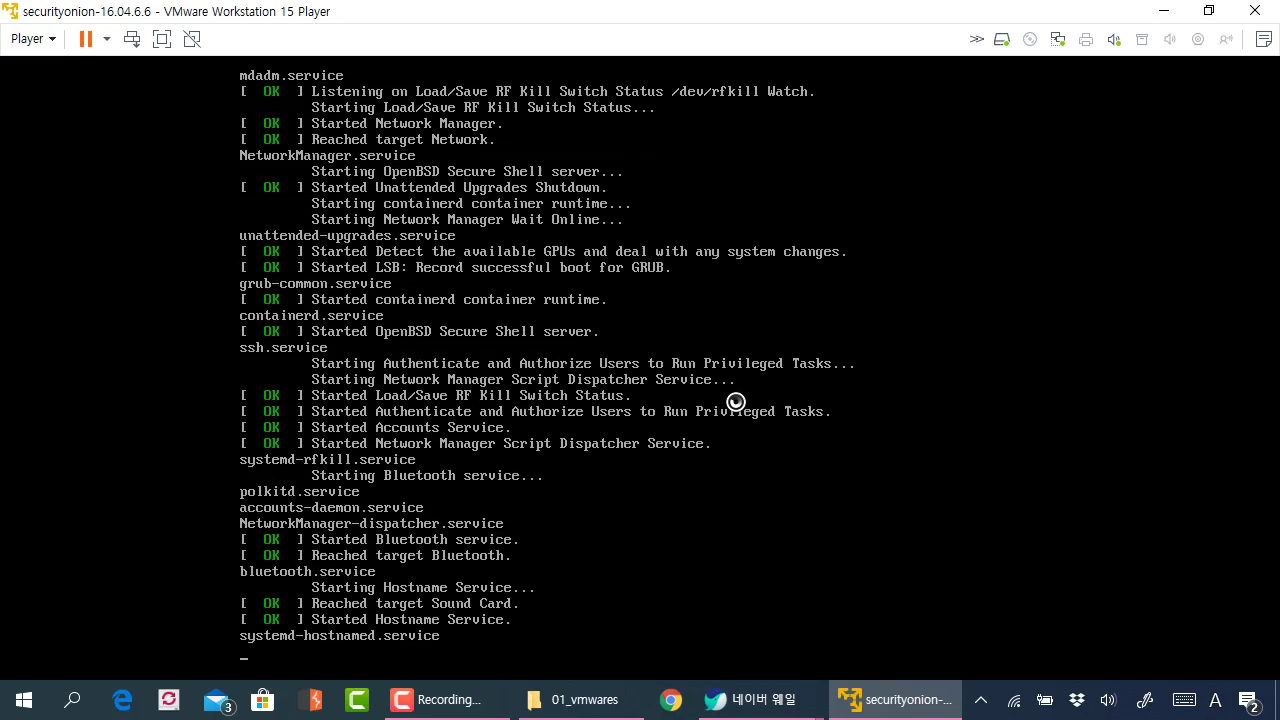 securityonion-16.04.6.6 - VMware Workstation 15 Player
Player
mdadm.service
[  OK  ] Listening on Load/Save RF Kill Switch Status /dev/rfkill Watch.
Starting Load/Save RF Kill Switch Status...
[  OK  ] Started Network Manager.
[  OK  ] Reached target Network.
NetworkManager.service
Starting OpenBSD Secure Shell server...
[  OK  ] Started Unattended Upgrades Shutdown.
Starting containerd container runtime...
Starting Network Manager Wait Online...
unattended-upgrades.service
[  OK  ] Started Detect the available GPUs and deal with any system changes.
[  OK  ] Started LSB: Record successful boot for GRUB.
grub-common.service
[  OK  ] Started containerd container runtime.
containerd.service
[  OK  ] Started OpenBSD Secure Shell server.
ssh.service
Starting Authenticate and Authorize Users to Run Privileged Tasks...
Starting Network Manager Script Dispatcher Service...
[  OK  ] Started Load/Save RF Kill Switch Status.
[  OK  ] Started Authenticate and Authorize Users to Run Privileged Tasks.
[  OK  ] Started Accounts Service.
[  OK  ] Started Network Manager Script Dispatcher Service.
systemd-rfkill.service
Starting Bluetooth service...
polkitd.service
accounts-daemon.service
NetworkManager-dispatcher.service
[  OK  ] Started Bluetooth service.
[  OK  ] Reached target Bluetooth.
bluetooth.service
Starting Hostname Service...
[  OK  ] Reached target Sound Card.
[  OK  ] Started Hostname Service.
systemd-hostnamed.service
3
Recording...
01_vmwares
네이버 웨일
securityonion-...
A
2